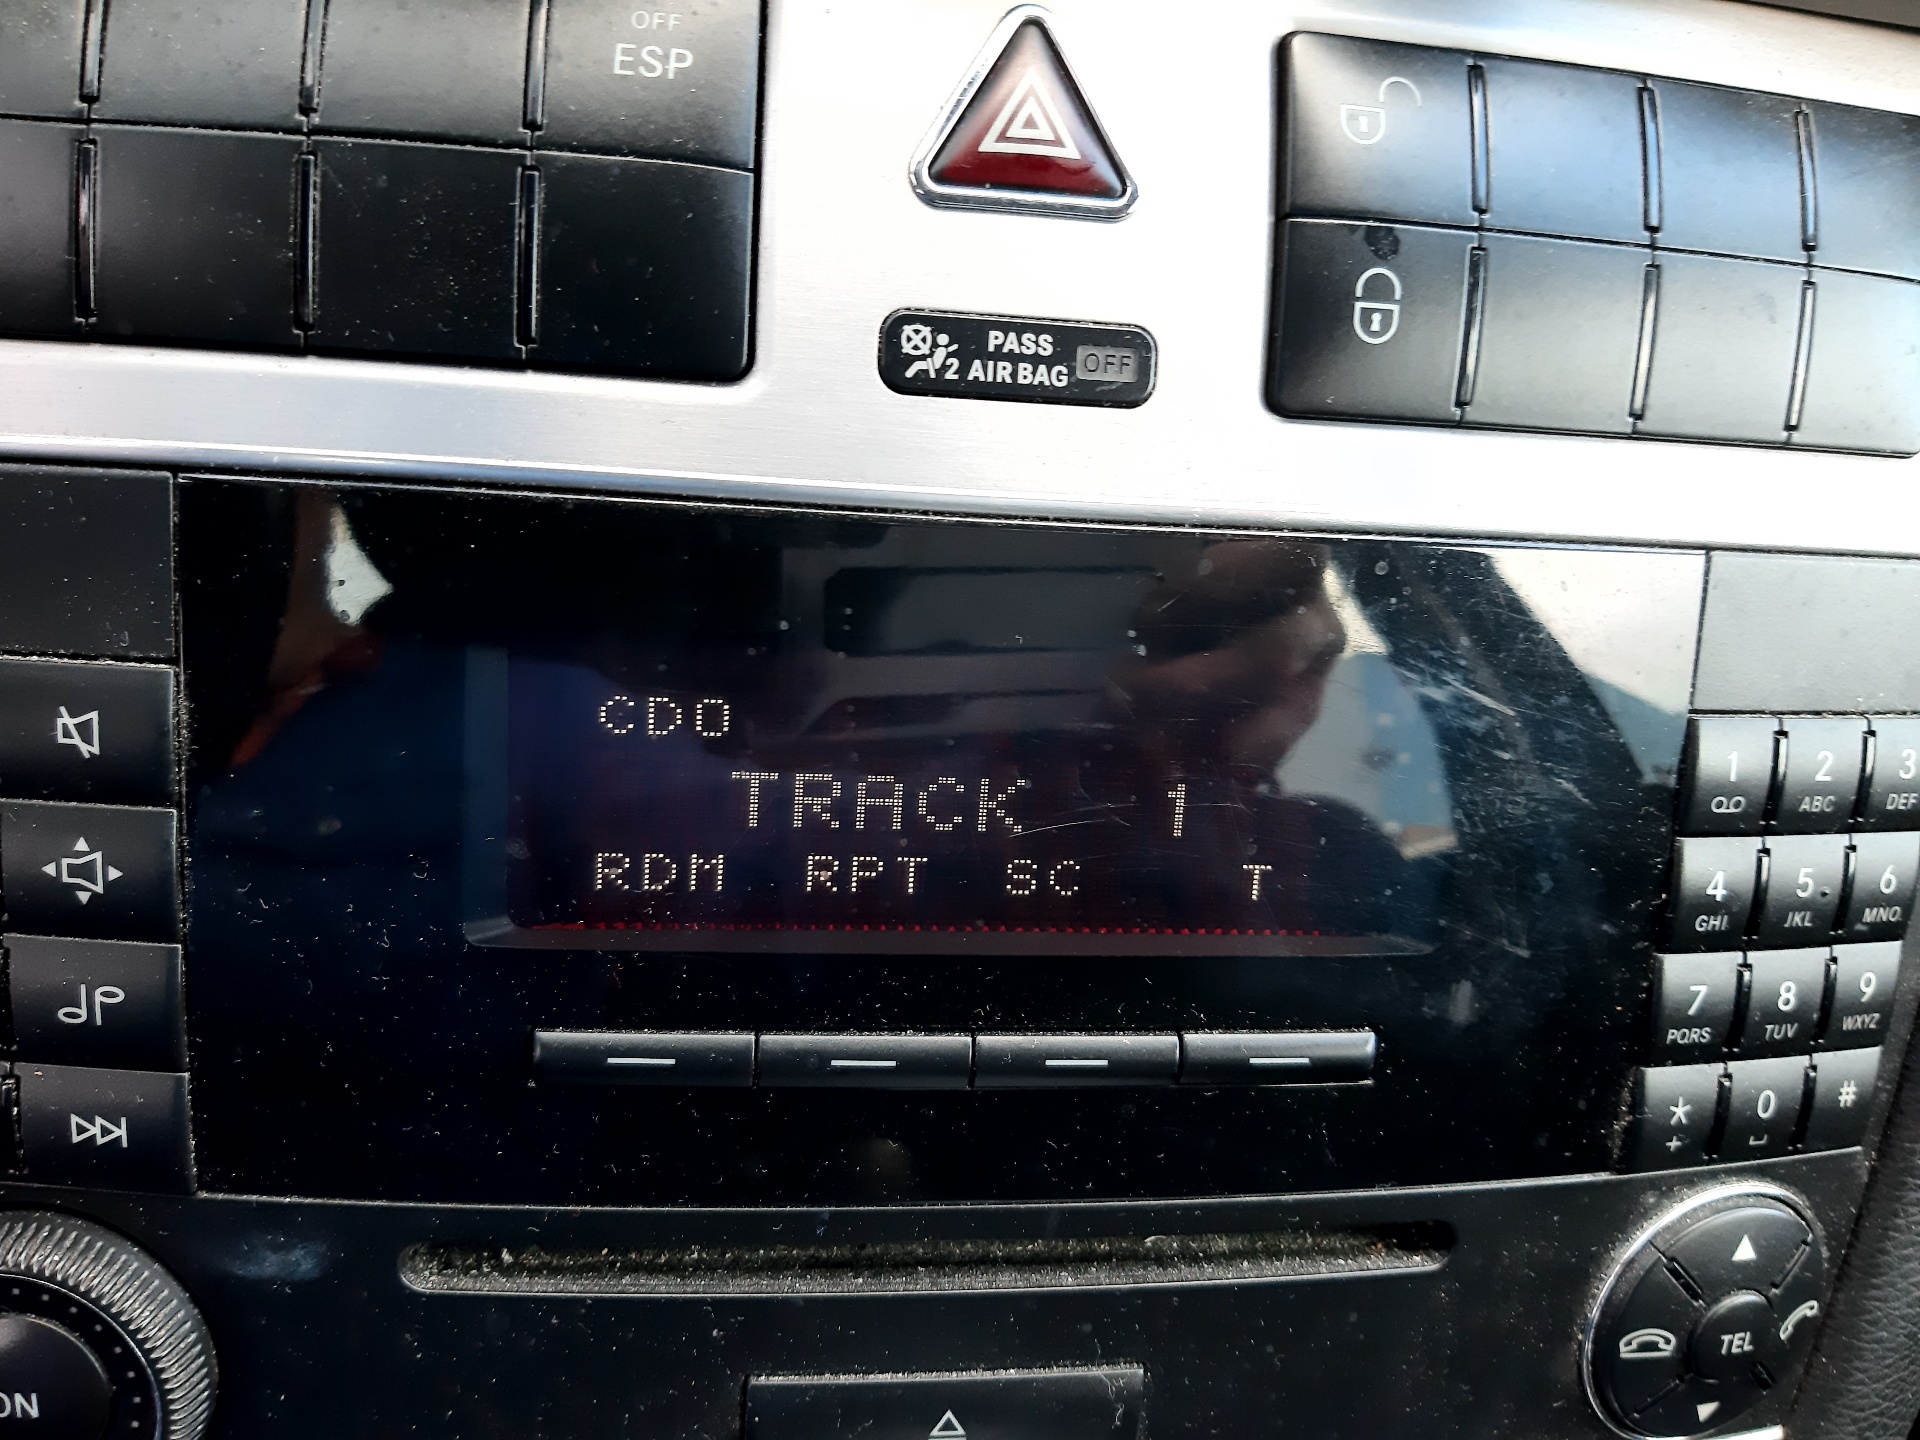 OFF
ESP
PASS
2 AIR BAG OFF
CD0
TRACK 1
RDM RPT SC T
1
2 ABC
3 DEF
4 GHI
5 JKL
6 MNO
7 PQRS
8 TUV
9 WXYZ
* +
0
#
TEL
ON